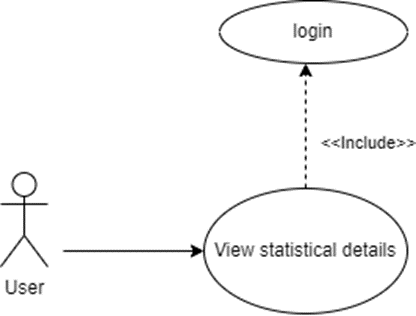 login
<<Include>>
View statistical details
User